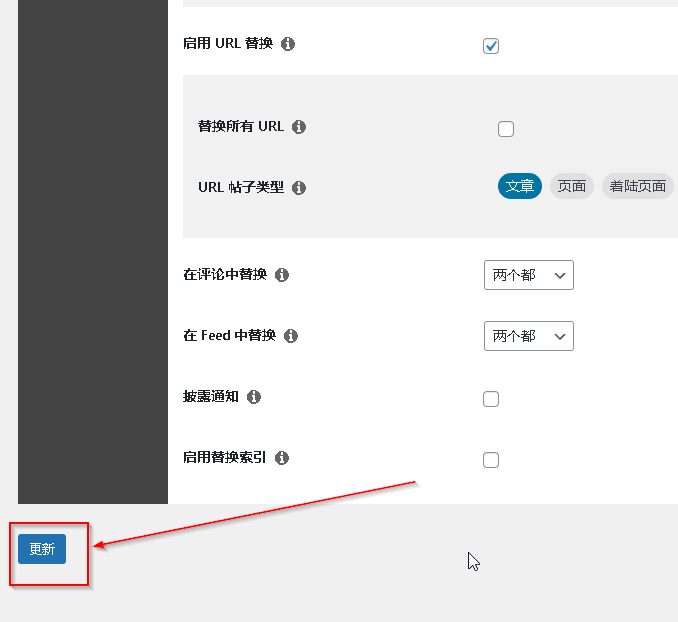 启用 URL 替换
替换所有 URL
URL 帖子类型 文章 页面 着陆页面
在评论中替换 两个都
在 Feed 中替换 两个都
披露通知
启用替换索引
更新